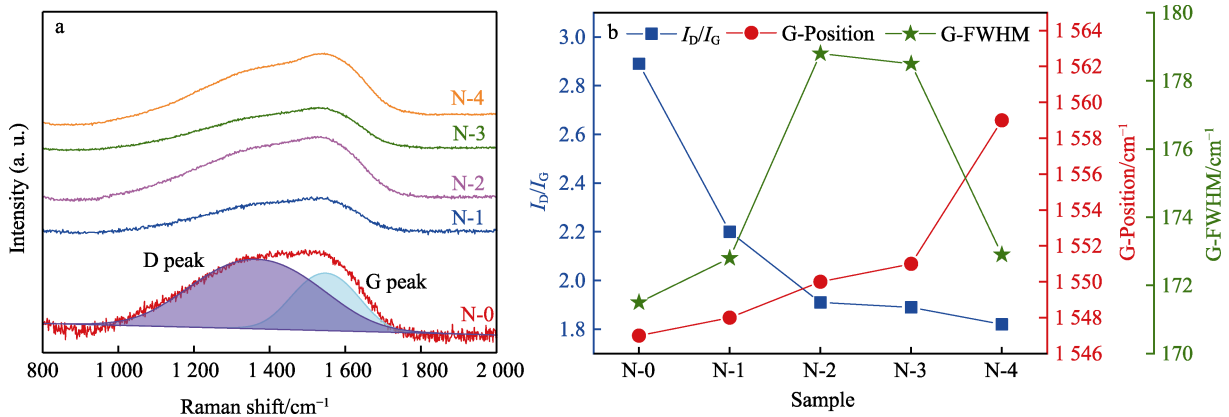 a
Intensity (a. u.)
N-4
N-3
N-2
N-1
N-0
D peak
G peak
800
1 000
1 200
1 400
1 600
1 800
2 000
Raman shift/cm⁻¹
b
I_D/I_G
G-Position
G-FWHM
3.0
2.8
2.6
2.4
2.2
2.0
1.8
I_D/I_G
N-0
N-1
N-2
N-3
N-4
Sample
1 564
1 562
1 560
1 558
1 556
1 554
1 552
1 550
1 548
1 546
G-Position/cm⁻¹
180
178
176
174
172
170
G-FWHM/cm⁻¹